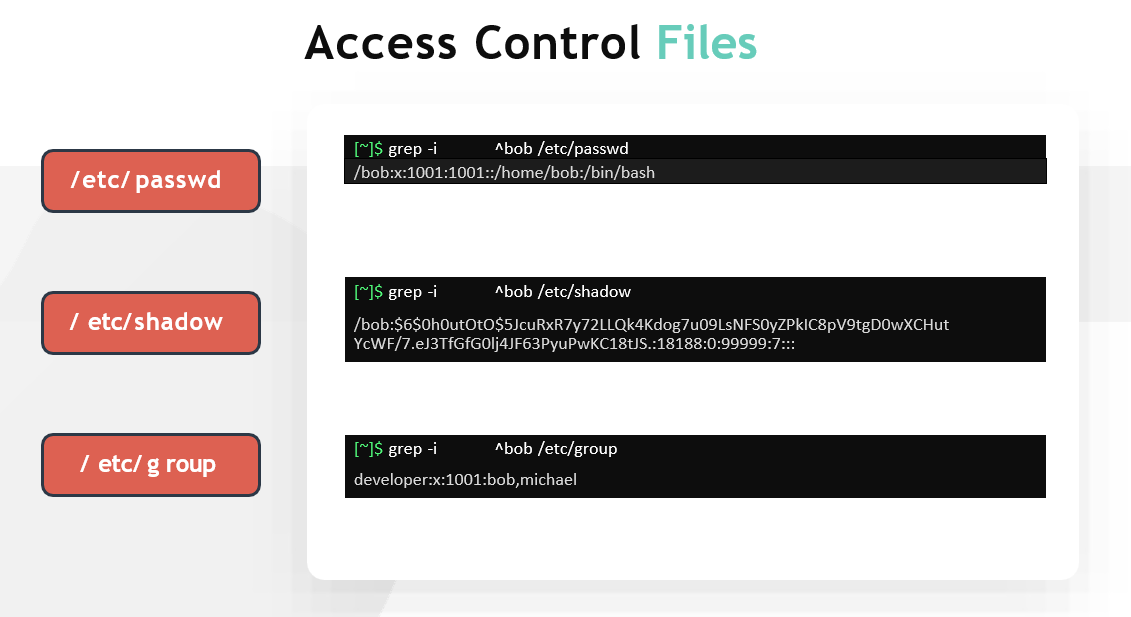 Access Control Files
/etc/passwd
[~]$ grep -i ^bob /etc/passwd
/bob:x:1001:1001::/home/bob:/bin/bash
/ etc/shadow
[~]$ grep -i ^bob /etc/shadow
/bob:$6$0h0utOtO$5JcuRxR7y72LLQk4Kdog7u09LsNFS0yZPkIC8pV9tgD0wXCHut
YcWF/7.eJ3TfGfG0lj4JF63PyuPwKC18tJS.:18188:0:99999:7:::
/ etc/ g roup
[~]$ grep -i ^bob /etc/group
developer:x:1001:bob,michael